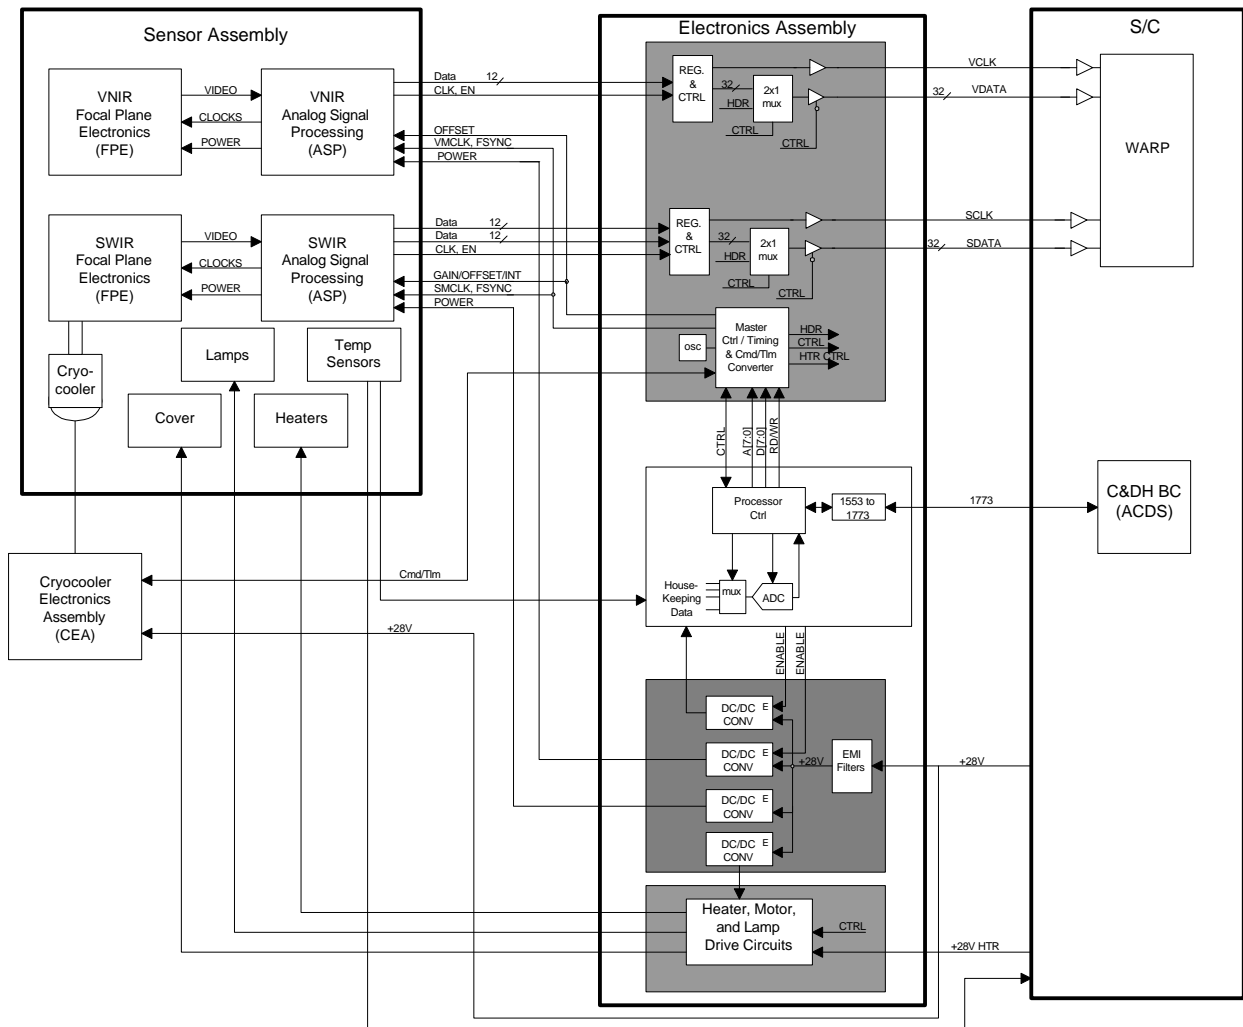 Sensor Assembly
Electronics Assembly
S/C
VNIR
Focal Plane
Electronics
(FPE)
VIDEO
CLOCKS
POWER
VNIR
Analog Signal
Processing
(ASP)
Data 12
CLK, EN
OFFSET
VMCLK, FSYNC
POWER
REG.
&
CTRL
32
HDR
CTRL
2x1
mux
CTRL
VCLK
32 VDATA
WARP
SWIR
Focal Plane
Electronics
(FPE)
VIDEO
CLOCKS
POWER
SWIR
Analog Signal
Processing
(ASP)
Data 12
Data 12
CLK, EN
GAIN/OFFSET/INT
SMCLK, FSYNC
POWER
REG.
&
CTRL
32
HDR
CTRL
2x1
mux
CTRL
SCLK
32 SDATA
Cryo-
cooler
Lamps
Temp
Sensors
Cover
Heaters
osc
Master
Ctrl / Timing
& Cmd/Tlm
Converter
HDR
CTRL
HTR CTRL
CTRL
A[7:0]
D[7:0]
RD/WR
Processor
Ctrl
1553 to
1773
1773
C&DH BC
(ACDS)
House-
Keeping
Data
mux
ADC
Cryocooler
Electronics
Assembly
(CEA)
Cmd/Tlm
+28V
ENABLE
ENABLE
DC/DC E
CONV
DC/DC E
CONV
DC/DC E
CONV
DC/DC E
CONV
+28V
EMI
Filters
+28V
Heater, Motor,
and Lamp
Drive Circuits
CTRL
+28V HTR